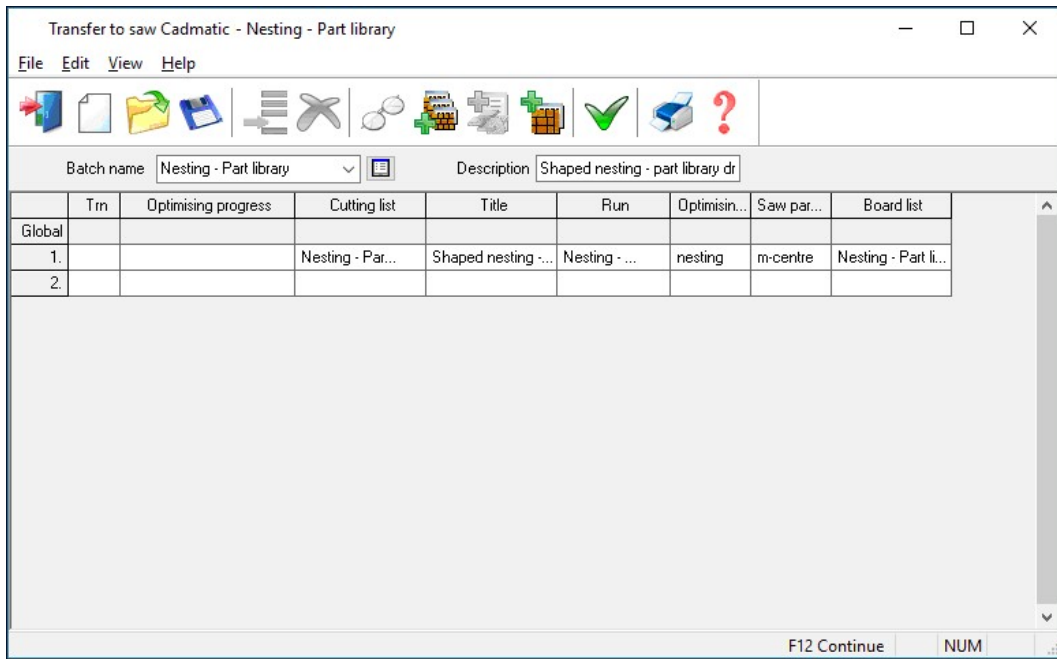 Transfer to saw Cadmatic - Nesting - Part library
File Edit View Help
Batch name Nesting - Part library Description Shaped nesting - part library dr
Trn Optimising progress Cutting list Title Run Optimisin... Saw par... Board list
Global
1. Nesting - Par... Shaped nesting -... Nesting - ... nesting m-centre Nesting - Part li...
2.
F12 Continue NUM